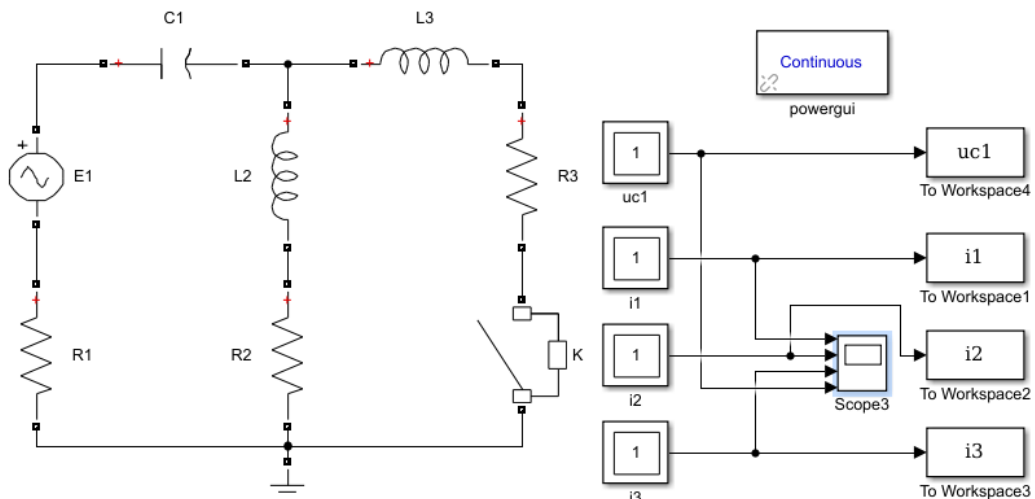 C1
L3
Continuous
powergui
+
E1
L2
R3
R1
R2
K
1
uc1
uc1
To Workspace4
1
i1
i1
To Workspace1
1
i2
i2
To Workspace2
Scope3
1
i3
i3
To Workspace3